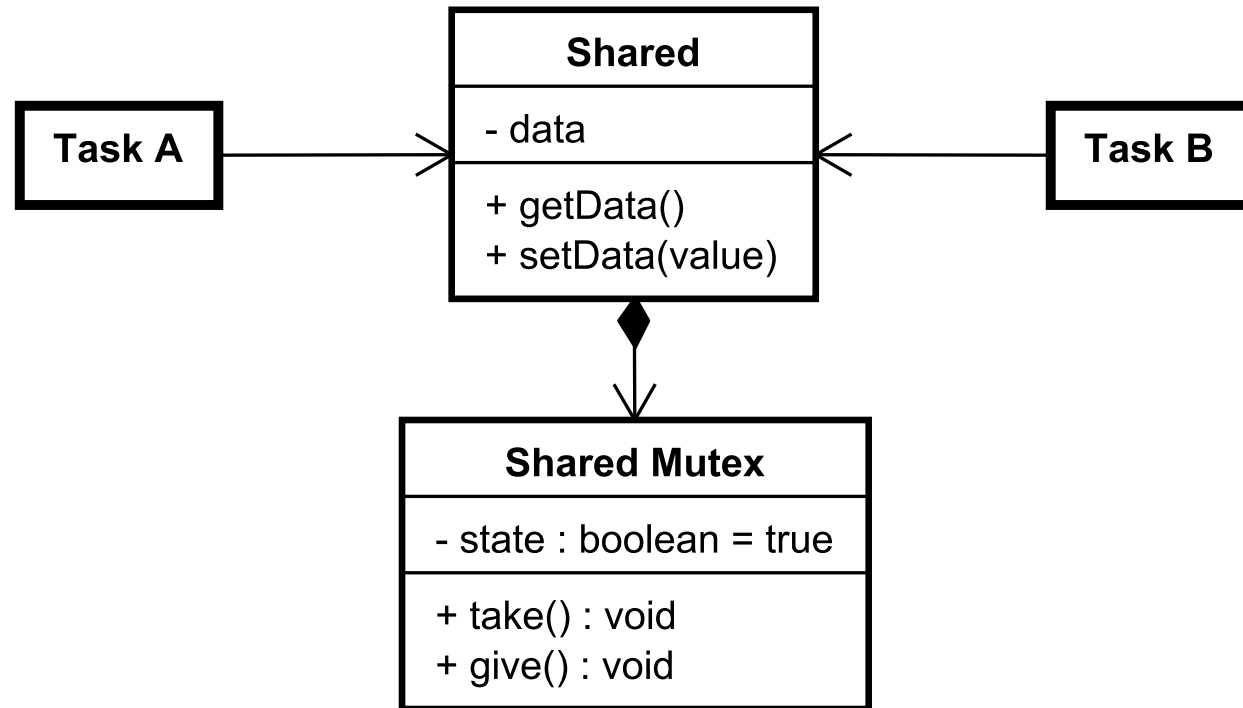 Shared
- data
+ getData()
+ setData(value)
Task A
Task B
Shared Mutex
- state : boolean = true
+ take() : void
+ give() : void